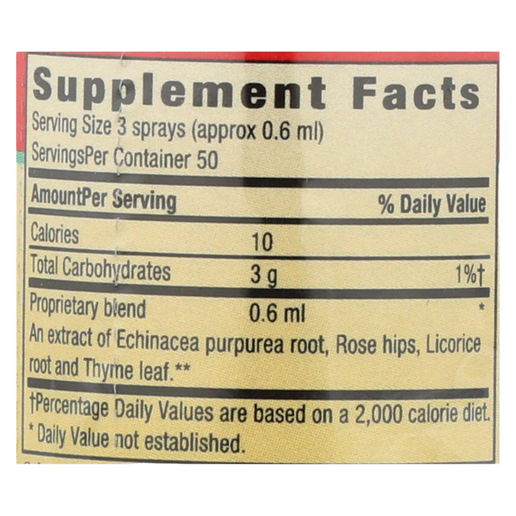 Supplement Facts
Serving Size 3 sprays (approx 0.6 ml)
ServingsPer Container 50
AmountPer Serving % Daily Value
Calories 10
Total Carbohydrates 3 g 1%†
Proprietary blend 0.6 ml *
An extract of Echinacea purpurea root, Rose hips, Licorice
root and Thyme leaf.**
†Percentage Daily Values are based on a 2,000 calorie diet.
* Daily Value not established.